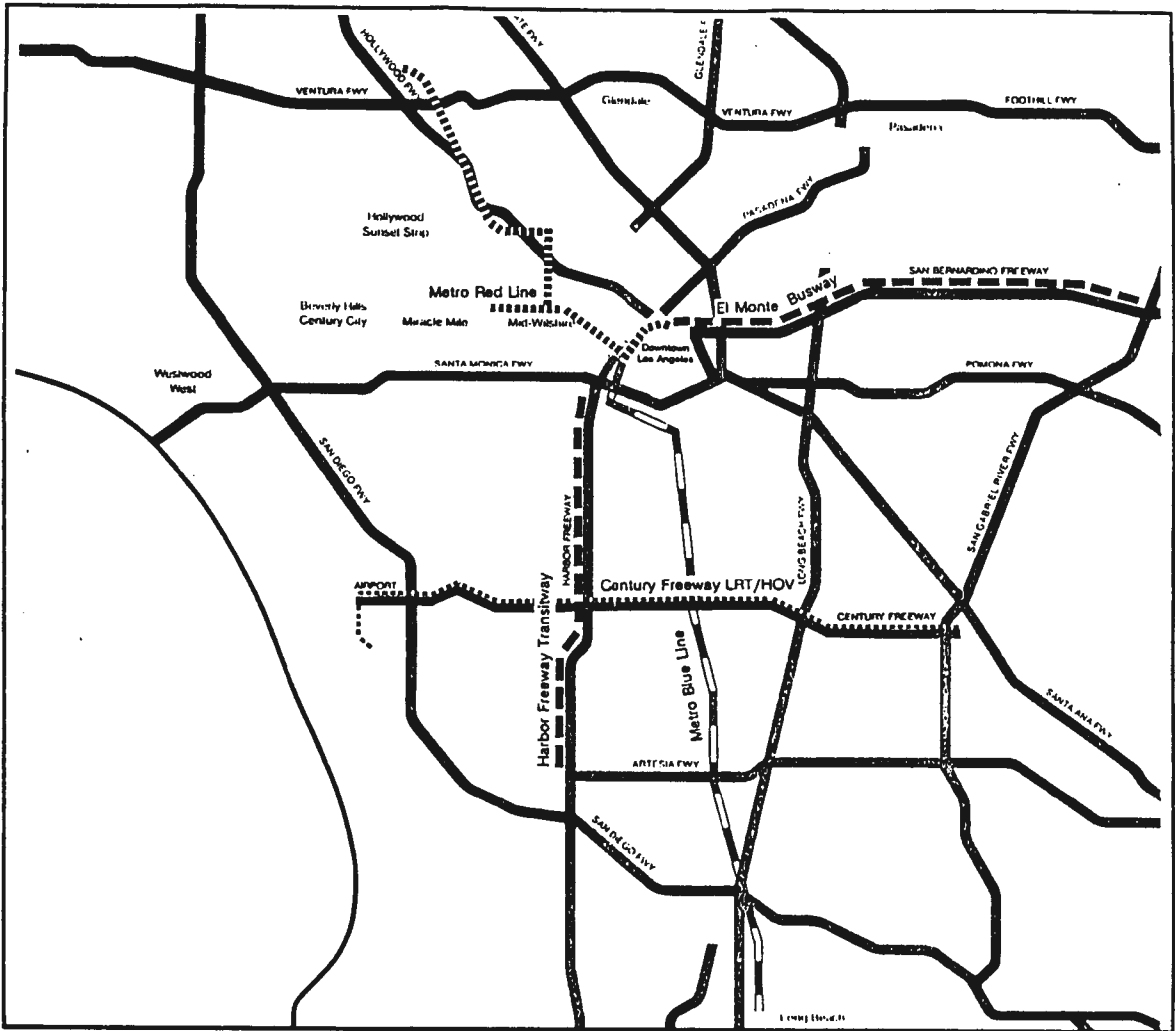 HOLLYWOOD FWY
GLENDALE
VENTURA FWY
Glendale
VENTURA FWY
FOOTHILL FWY
Pasadena
PASADENA FWY
Hollywood
Sunset Strip
SAN BERNARDINO FREEWAY
El Monte Busway
Metro Red Line
Beverly Hills
Century City
Miracle Mile
Mid-Wilshire
Downtown
Los Angeles
SANTA MONICA FWY
POMONA FWY
Westwood
West
SAN DIEGO FWY
HARBOR FREEWAY
LONG BEACH FWY
SAN GABRIEL RIVER FWY
AIRPORT
Century Freeway LRT/HOV
CENTURY FREEWAY
Harbor Freeway Transitway
Metro Blue Line
SANTA ANA FWY
ARTESIA FWY
SAN DIEGO FWY
Long Beach